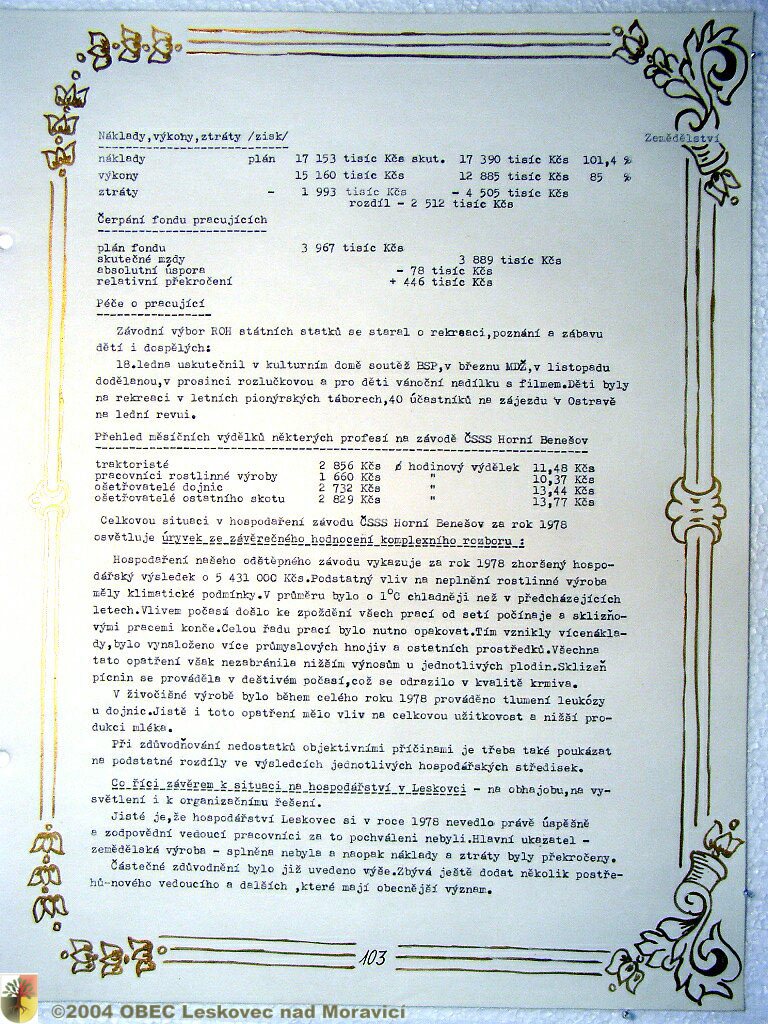 Zemědělství
Náklady,výkony,ztráty /zisk/
náklady plán 17 153 tisíc Kčs skut. 17 390 tisíc Kčs 101,4 %
výkony 15 160 tisíc Kčs 12 885 tisíc Kčs 85 %
ztráty - 1 993 tisíc Kčs - 4 505 tisíc Kčs
rozdíl - 2 512 tisíc Kčs
Čerpání fondu pracujících
plán fondu 3 967 tisíc Kčs
skutečné mzdy 3 889 tisíc Kčs
absolutní úspora - 78 tisíc Kčs
relativní překročení + 446 tisíc Kčs
Péče o pracující
Závodní výbor ROH státních statků se staral o rekreaci,poznání a zábavu
dětí i dospělých:
18.ledna uskutečnil v kulturním domě soutěž BSP,v březnu MDŽ,v listopadu
dodělanou,v prosinci rozlučkovou a pro děti vánoční nadílku s filmem.Děti byly
na rekreaci v letních pionýrských táborech,40 účastníků na zájezdu v Ostravě
na lední revui.
Přehled měsíčních výdělků některých profesí na závodě ČSSS Horní Benešov
traktoristé 2 856 Kčs ø hodinový výdělek 11,48 Kčs
pracovníci rostlinné výroby 1 660 Kčs " 10,37 Kčs
ošetřovatelé dojnic 2 732 Kčs " 13,44 Kčs
ošetřovatelé ostatního skotu 2 829 Kčs " 13,77 Kčs
Celkovou situaci v hospodaření závodu ČSSS Horní Benešov za rok 1978
osvětluje úryvek ze závěrečného hodnocení komplexního rozboru :
Hospodaření našeho odštěpného závodu vykazuje za rok 1978 zhoršený hospo-
dářský výsledek o 5 431 000 Kčs.Podstatný vliv na neplnění rostlinné výroba
měly klimatické podmínky.V průměru bylo o 1°C chladněji než v předcházejících
letech.Vlivem počasí došlo ke zpoždění všech prací od setí počínaje a sklizňo-
vými pracemi konče.Celou řadu prací bylo nutno opakovat.Tím vznikly vícenákla-
dy,bylo vynaloženo více průmyslových hnojiv a ostatních prostředků.Všechna
tato opatření však nezabránila nižším výnosům u jednotlivých plodin.Sklizeň
pícnin se prováděla v deštivém počasí,což se odrazilo v kvalitě krmiva.
V živočišné výrobě bylo během celého roku 1978 prováděno tlumení leukózy
u dojnic.Jistě i toto opatření mělo vliv na celkovou užitkovost a nižší pro-
dukci mléka.
Při zdůvodňování nedostatků objektivními příčinami je třeba také poukázat
na podstatné rozdíly ve výsledcích jednotlivých hospodářských středisek.
Co říci závěrem k situaci na hospodářství v Leskovci - na obhajobu,na vy-
světlení i k organizačnímu řešení.
Jisté je,že hospodářství Leskovec si v roce 1978 nevedlo právě úspěšně
a zodpovědní vedoucí pracovníci za to pochváleni nebyli.Hlavní ukazatel -
zemědělská výroba - splněna nebyla a naopak náklady a ztráty byly překročeny.
Částečné zdůvodnění bylo již uvedeno výše.Zbývá ještě dodat několik postře-
hů-nového vedoucího a dalších ,které mají obecnější význam.
103
©2004 OBEC Leskovec nad Moravicí